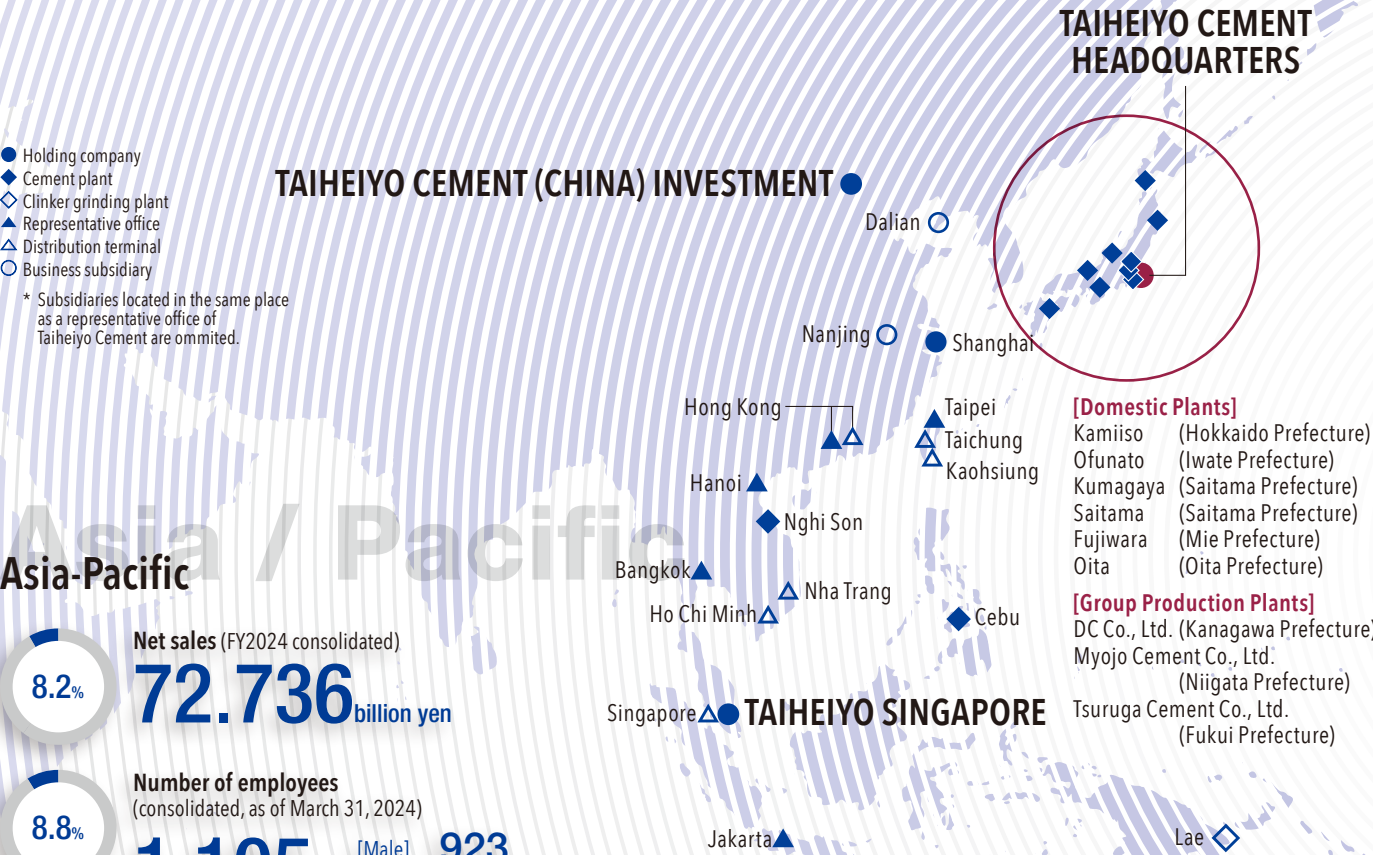 TAIHEIYO CEMENT
HEADQUARTERS
Holding company
Cement plant
Clinker grinding plant
Representative office
Distribution terminal
Business subsidiary
* Subsidiaries located in the same place
as a representative office of
Taiheiyo Cement are ommited.
TAIHEIYO CEMENT (CHINA) INVESTMENT
Dalian
Nanjing
Shanghai
Hong Kong
Taipei
Taichung
Kaohsiung
Hanoi
Nghi Son
Bangkok
Nha Trang
Ho Chi Minh
Cebu
Singapore
TAIHEIYO SINGAPORE
Jakarta
Lae
[Domestic Plants]
Kamiiso (Hokkaido Prefecture)
Ofunato (Iwate Prefecture)
Kumagaya (Saitama Prefecture)
Saitama (Saitama Prefecture)
Fujiwara (Mie Prefecture)
Oita (Oita Prefecture)
[Group Production Plants]
DC Co., Ltd. (Kanagawa Prefecture)
Myojo Cement Co., Ltd.
(Niigata Prefecture)
Tsuruga Cement Co., Ltd.
(Fukui Prefecture)
Asia / Pacific
Asia-Pacific
8.2%
Net sales (FY2024 consolidated)
72.736 billion yen
8.8%
Number of employees
(consolidated, as of March 31, 2024)
[Male] 923